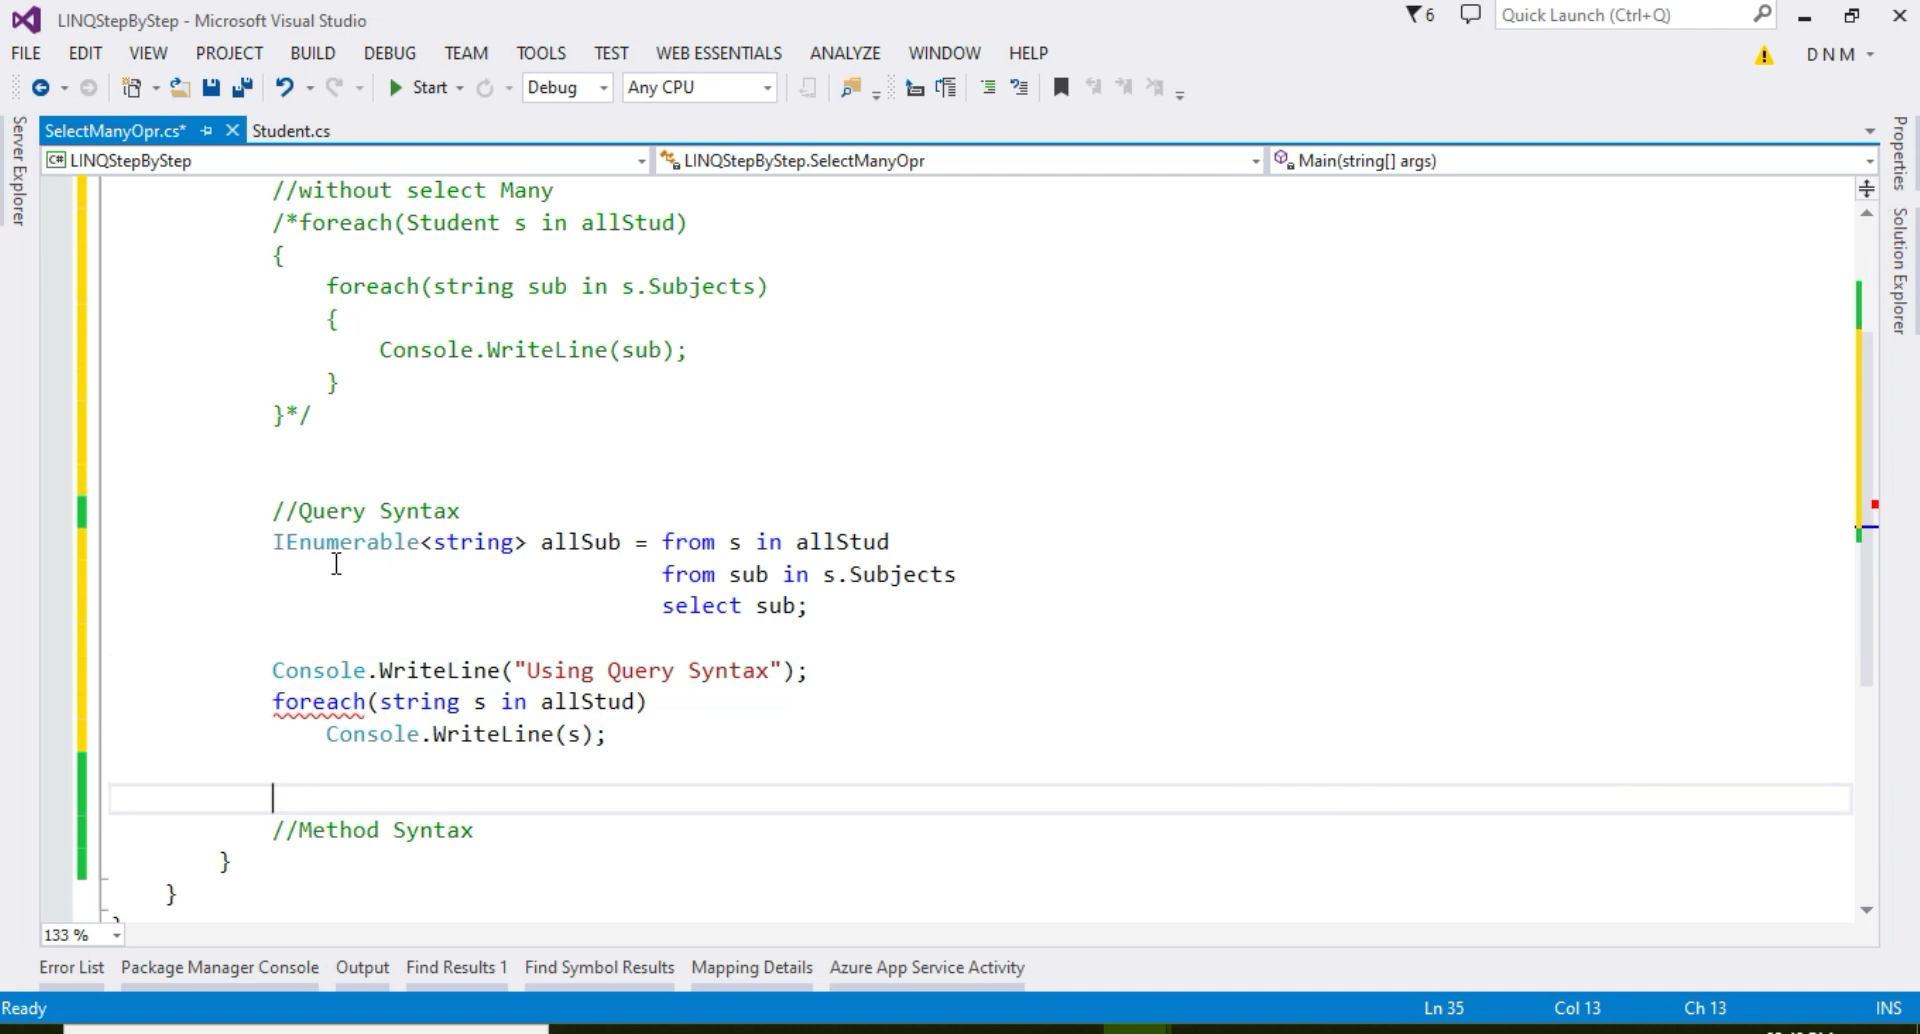 LINQStepByStep - Microsoft Visual Studio
6
Quick Launch (Ctrl+Q)
FILE EDIT VIEW PROJECT BUILD DEBUG TEAM TOOLS TEST WEB ESSENTIALS ANALYZE WINDOW HELP
D N M
Start Debug Any CPU
SelectManyOpr.cs* Student.cs
C# LINQStepByStep LINQStepByStep.SelectManyOpr Main(string[] args)
Server Explorer
Properties
Solution Explorer
//without select Many
/*foreach(Student s in allStud)
{
foreach(string sub in s.Subjects)
{
Console.WriteLine(sub);
}
}*/
//Query Syntax
IEnumerable<string> allSub = from s in allStud
from sub in s.Subjects
select sub;
Console.WriteLine("Using Query Syntax");
foreach(string s in allStud)
Console.WriteLine(s);
//Method Syntax
}
}
133 %
Error List Package Manager Console Output Find Results 1 Find Symbol Results Mapping Details Azure App Service Activity
Ready Ln 35 Col 13 Ch 13 INS